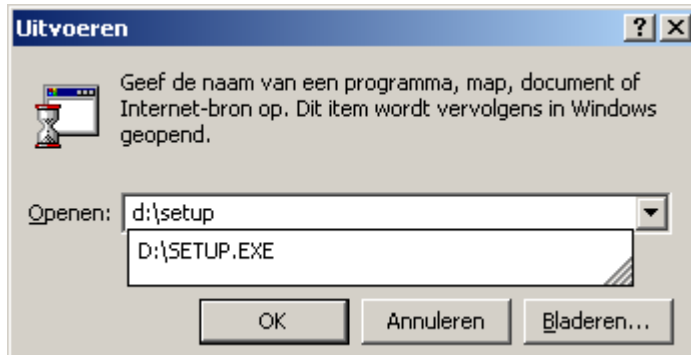 Uitvoeren
Geef de naam van een programma, map, document of
Internet-bron op. Dit item wordt vervolgens in Windows
geopend.
Openen: d:\setup
D:\SETUP.EXE
OK Annuleren Bladeren...